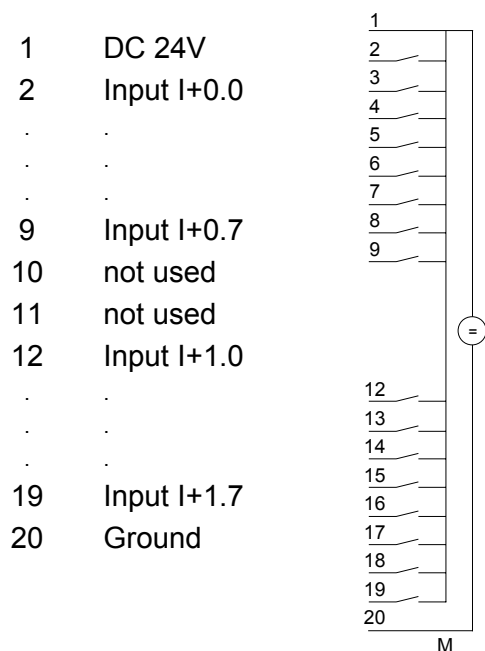 1 DC 24V
2 Input I+0.0
. .
. .
. .
9 Input I+0.7
10 not used
11 not used
12 Input I+1.0
. .
. .
. .
19 Input I+1.7
20 Ground
1
2
3
4
5
6
7
8
9
=
12
13
14
15
16
17
18
19
20
M